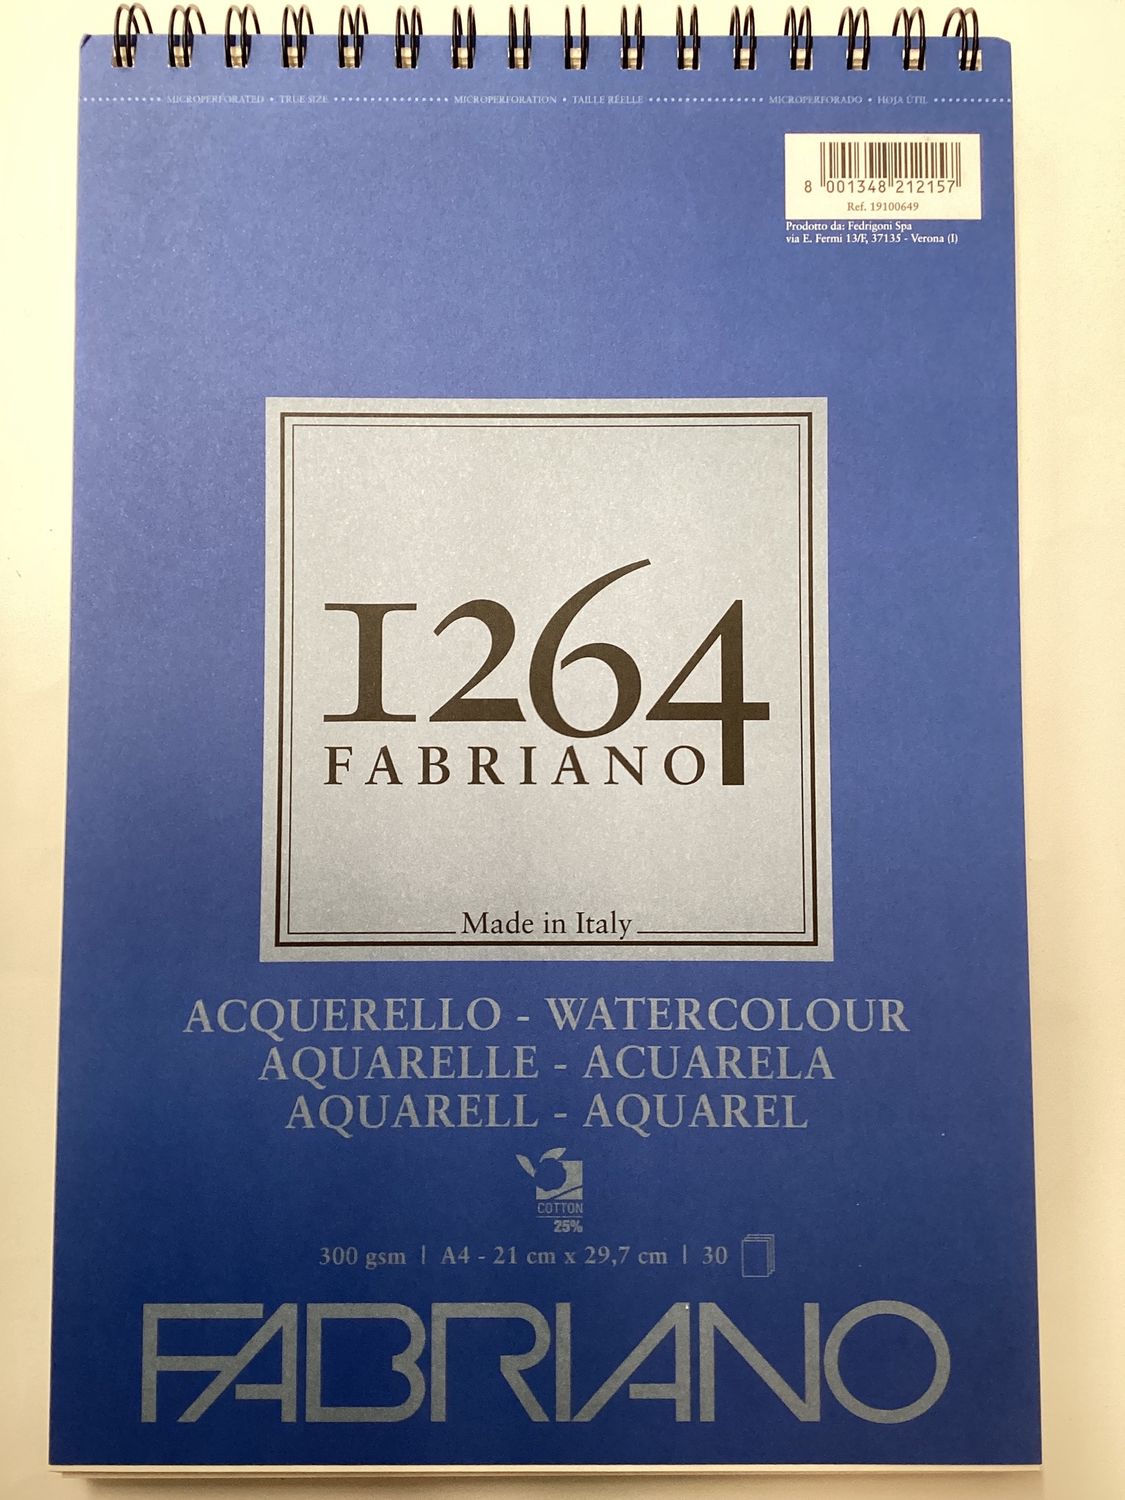 MICROPERFORATED • TRUE SIZE MICROPERFORATION • TAILLE RÉELLE MICROPERFORADO • HOJA ÚTIL
8 001348 212157
Ref. 19100649
Prodotto da: Fedrigoni Spa
via E. Fermi 13/F, 37135 - Verona (I)
1264
FABRIANO
Made in Italy
ACQUERELLO - WATERCOLOUR
AQUARELLE - ACUARELA
AQUARELL - AQUAREL
COTTON
25%
300 gsm | A4 - 21 cm x 29,7 cm | 30
FABRIANO